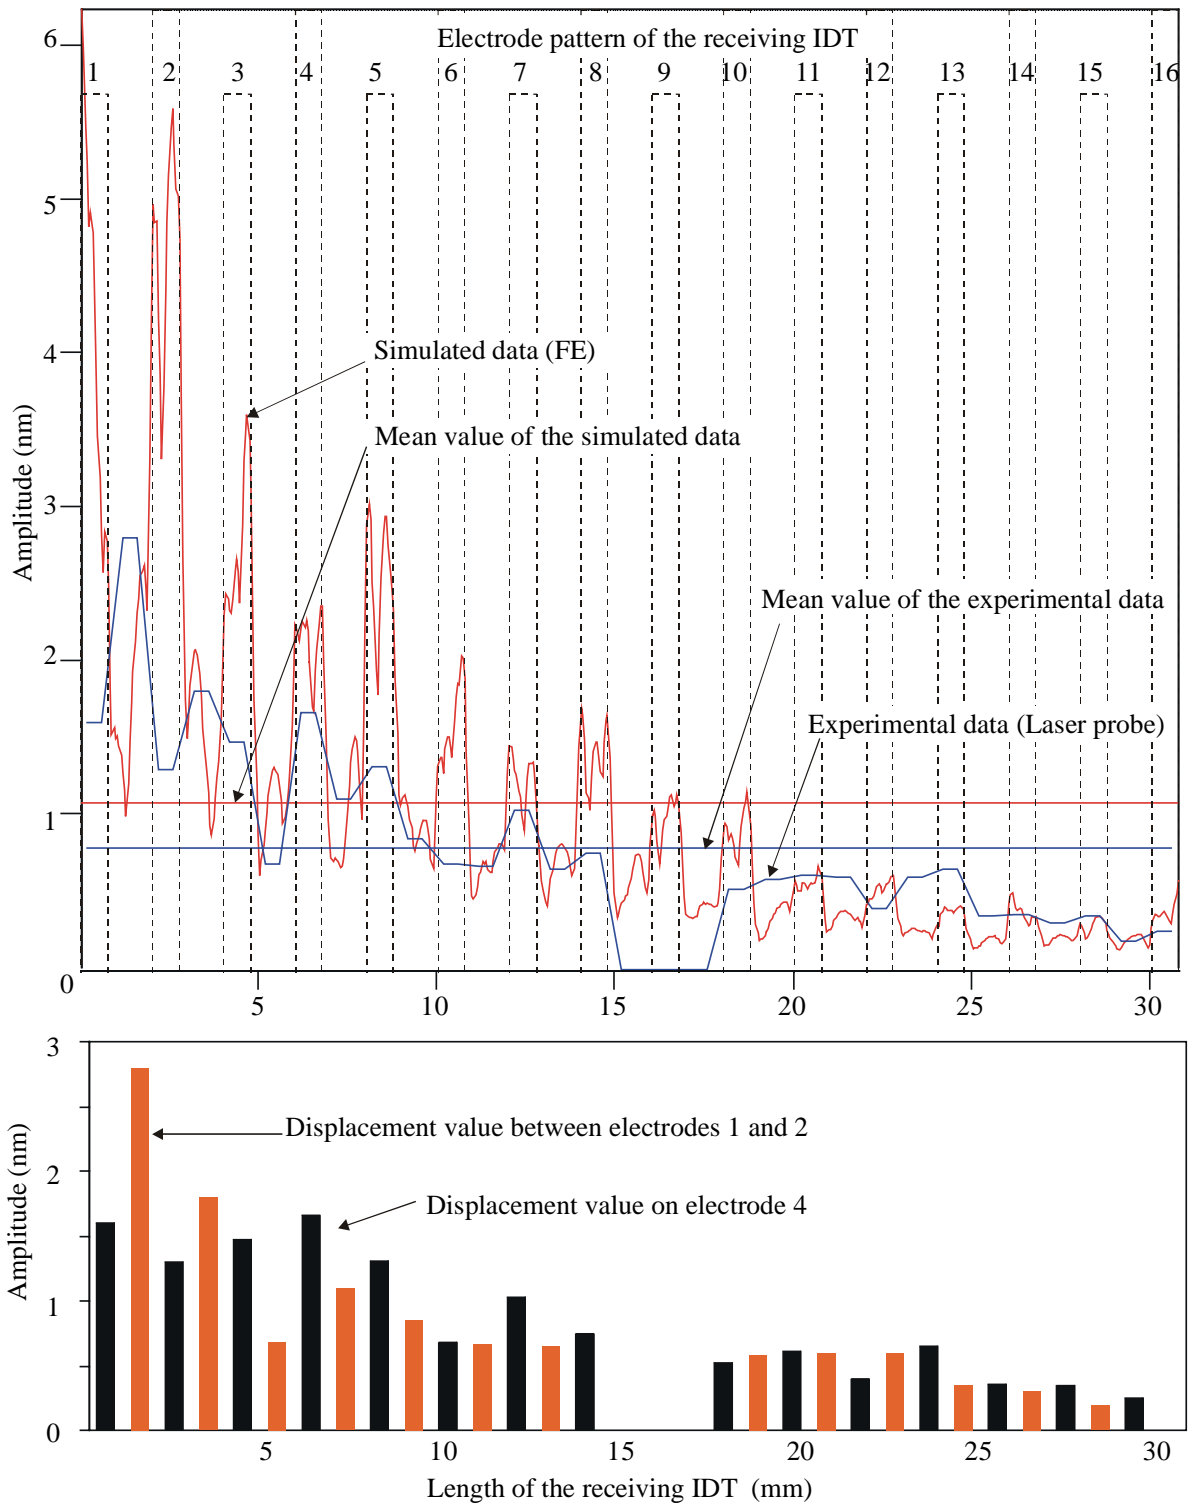 Electrode pattern of the receiving IDT
1 2 3 4 5 6 7 8 9 10 11 12 13 14 15 16
6
5
4
3
2
1
0
Amplitude (nm)
Simulated data (FE)
Mean value of the simulated data
Mean value of the experimental data
Experimental data (Laser probe)
5 10 15 20 25 30
3
2
1
0
Amplitude (nm)
Displacement value between electrodes 1 and 2
Displacement value on electrode 4
5 10 15 20 25 30
Length of the receiving IDT (mm)